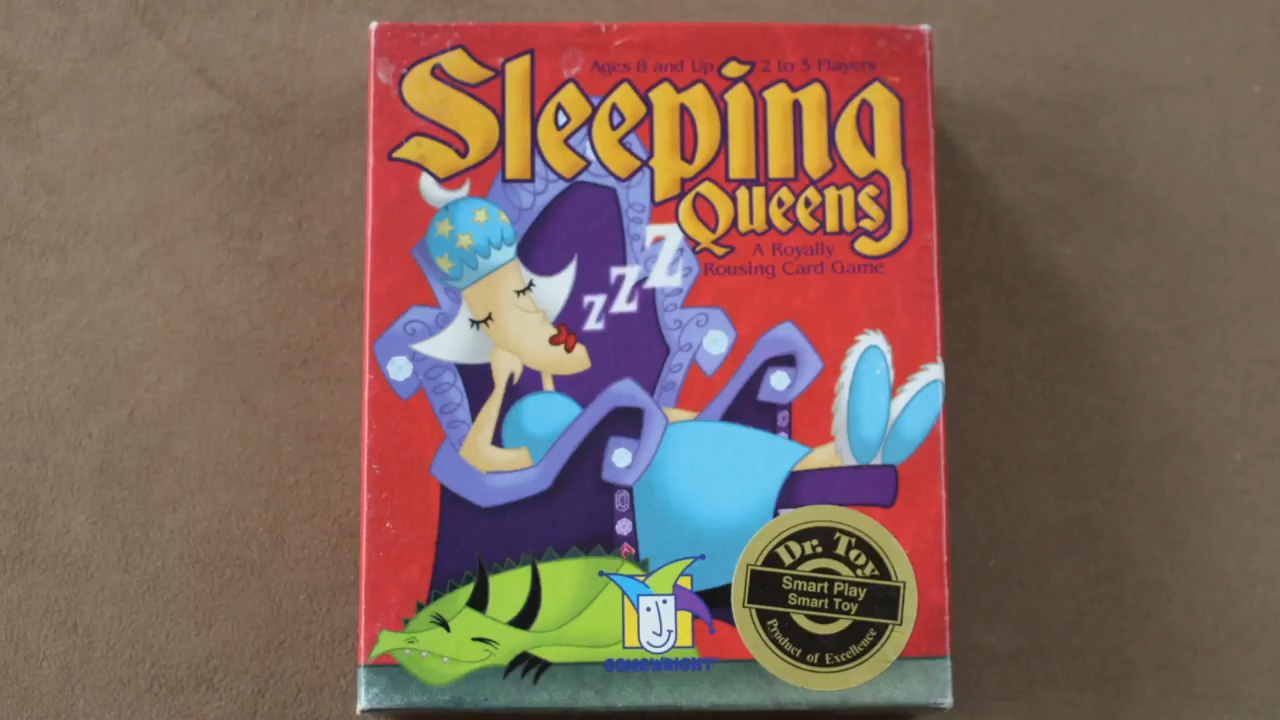 Ages 8 and Up
2 to 5 Players
Sleeping
Queens
A Royally
Rousing Card Game
z z Z
Dr. Toy
Smart Play
Smart Toy
Product of Excellence
GAMEWRIGHT